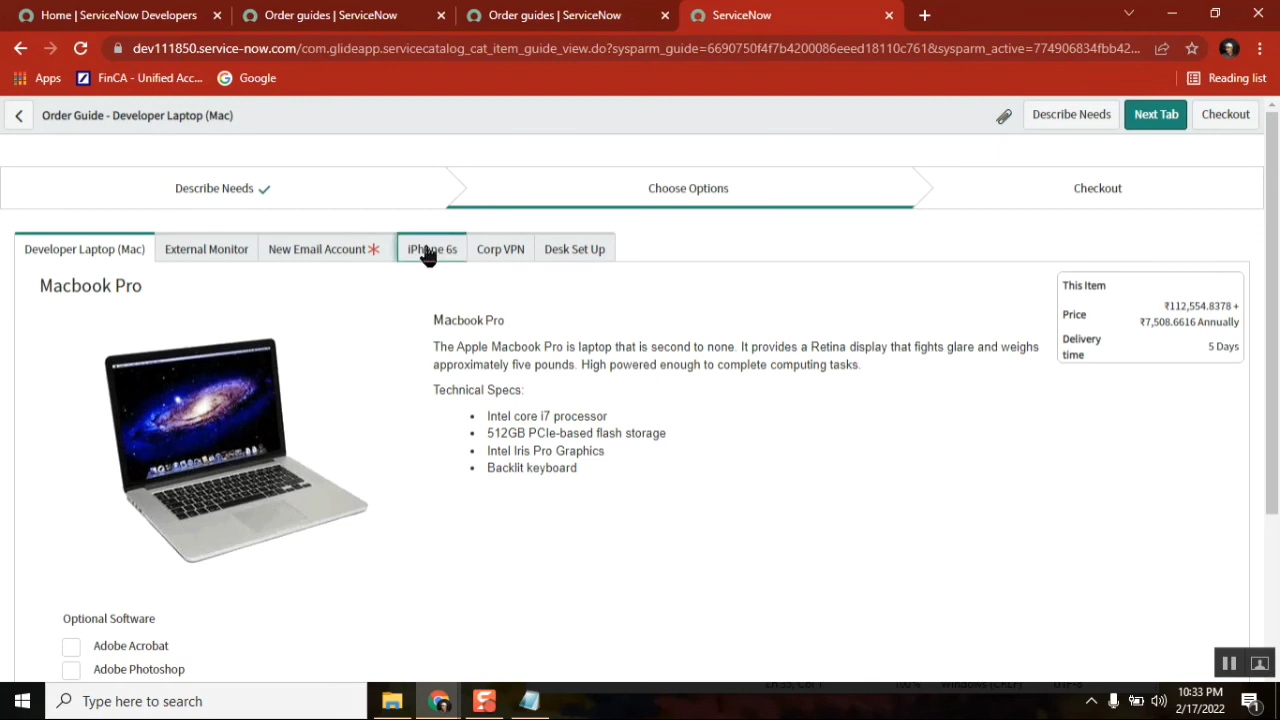 Home | ServiceNow Developers
Order guides | ServiceNow
Order guides | ServiceNow
ServiceNow
dev111850.service-now.com/com.glideapp.servicecatalog_cat_item_guide_view.do?sysparm_guide=6690750f4f7b4200086eeed18110c761&sysparm_active=774906834fbb42...
Apps
FinCA - Unified Acc...
Google
Reading list
Order Guide - Developer Laptop (Mac)
Describe Needs
Next Tab
Checkout
Describe Needs
Choose Options
Checkout
Developer Laptop (Mac)
External Monitor
New Email Account *
iPhone 6s
Corp VPN
Desk Set Up
Macbook Pro
This Item
Price
₹112,554.8378 +
₹7,508.6616 Annually
Delivery
time
5 Days
Macbook Pro
The Apple Macbook Pro is laptop that is second to none. It provides a Retina display that fights glare and weighs
approximately five pounds. High powered enough to complete computing tasks.
Technical Specs:
• Intel core i7 processor
• 512GB PCIe-based flash storage
• Intel Iris Pro Graphics
• Backlit keyboard
Optional Software
Adobe Acrobat
Adobe Photoshop
Type here to search
10:33 PM
2/17/2022
1